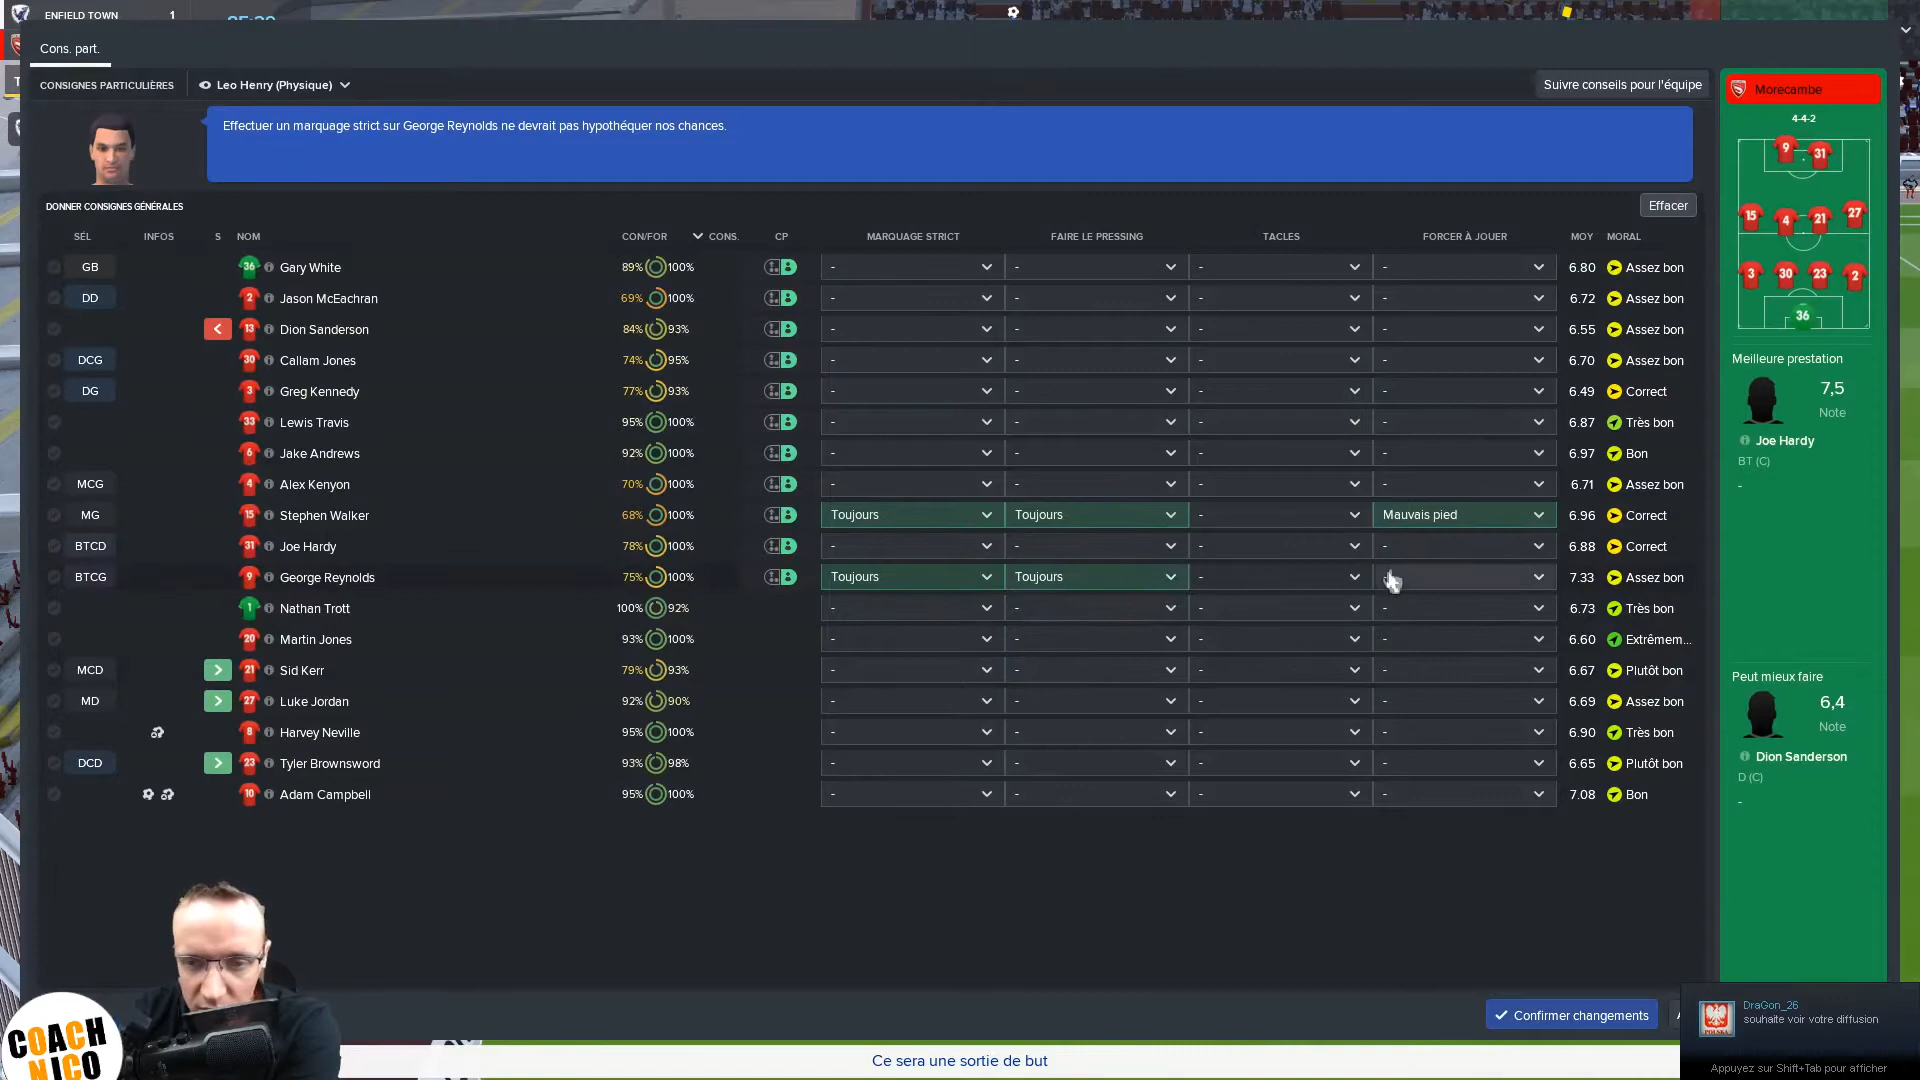 ENFIELD TOWN 1
Cons. part.
CONSIGNES PARTICULIÈRES Leo Henry (Physique) Suivre conseils pour l'équipe
Effectuer un marquage strict sur George Reynolds ne devrait pas hypothéquer nos chances.
DONNER CONSIGNES GÉNÉRALES Effacer
SÉL INFOS S NOM CON/FOR CONS. CP MARQUAGE STRICT FAIRE LE PRESSING TACLES FORCER À JOUER MOY MORAL
GB 36 Gary White 89% 100% - - - - 6.80 Assez bon
DD 2 Jason McEachran 69% 100% - - - - 6.72 Assez bon
13 Dion Sanderson 84% 93% - - - - 6.55 Assez bon
DCG 30 Callam Jones 74% 95% - - - - 6.70 Assez bon
DG 3 Greg Kennedy 77% 93% - - - - 6.49 Correct
33 Lewis Travis 95% 100% - - - - 6.87 Très bon
6 Jake Andrews 92% 100% - - - - 6.97 Bon
MCG 4 Alex Kenyon 70% 100% - - - - 6.71 Assez bon
MG 15 Stephen Walker 68% 100% Toujours Toujours - Mauvais pied 6.96 Correct
BTCD 31 Joe Hardy 78% 100% - - - - 6.88 Correct
BTCG 9 George Reynolds 75% 100% Toujours Toujours - 7.33 Assez bon
1 Nathan Trott 100% 92% - - - - 6.73 Très bon
20 Martin Jones 93% 100% - - - - 6.60 Extrêmem...
MCD 21 Sid Kerr 79% 93% - - - - 6.67 Plutôt bon
MD 27 Luke Jordan 92% 90% - - - - 6.69 Assez bon
8 Harvey Neville 95% 100% - - - - 6.90 Très bon
DCD 23 Tyler Brownsword 93% 98% - - - - 6.65 Plutôt bon
10 Adam Campbell 95% 100% - - - - 7.08 Bon
Morecambe
4-4-2
9 31
15 4 21 27
3 30 23 2
36
Meilleure prestation
7,5
Note
Joe Hardy
BT (C)
-
Peut mieux faire
6,4
Note
Dion Sanderson
D (C)
-
Confirmer changements
DraGon_26
souhaite voir votre diffusion
POLSKA
Appuyez sur Shift+Tab pour afficher
COACH
NICO
Ce sera une sortie de but